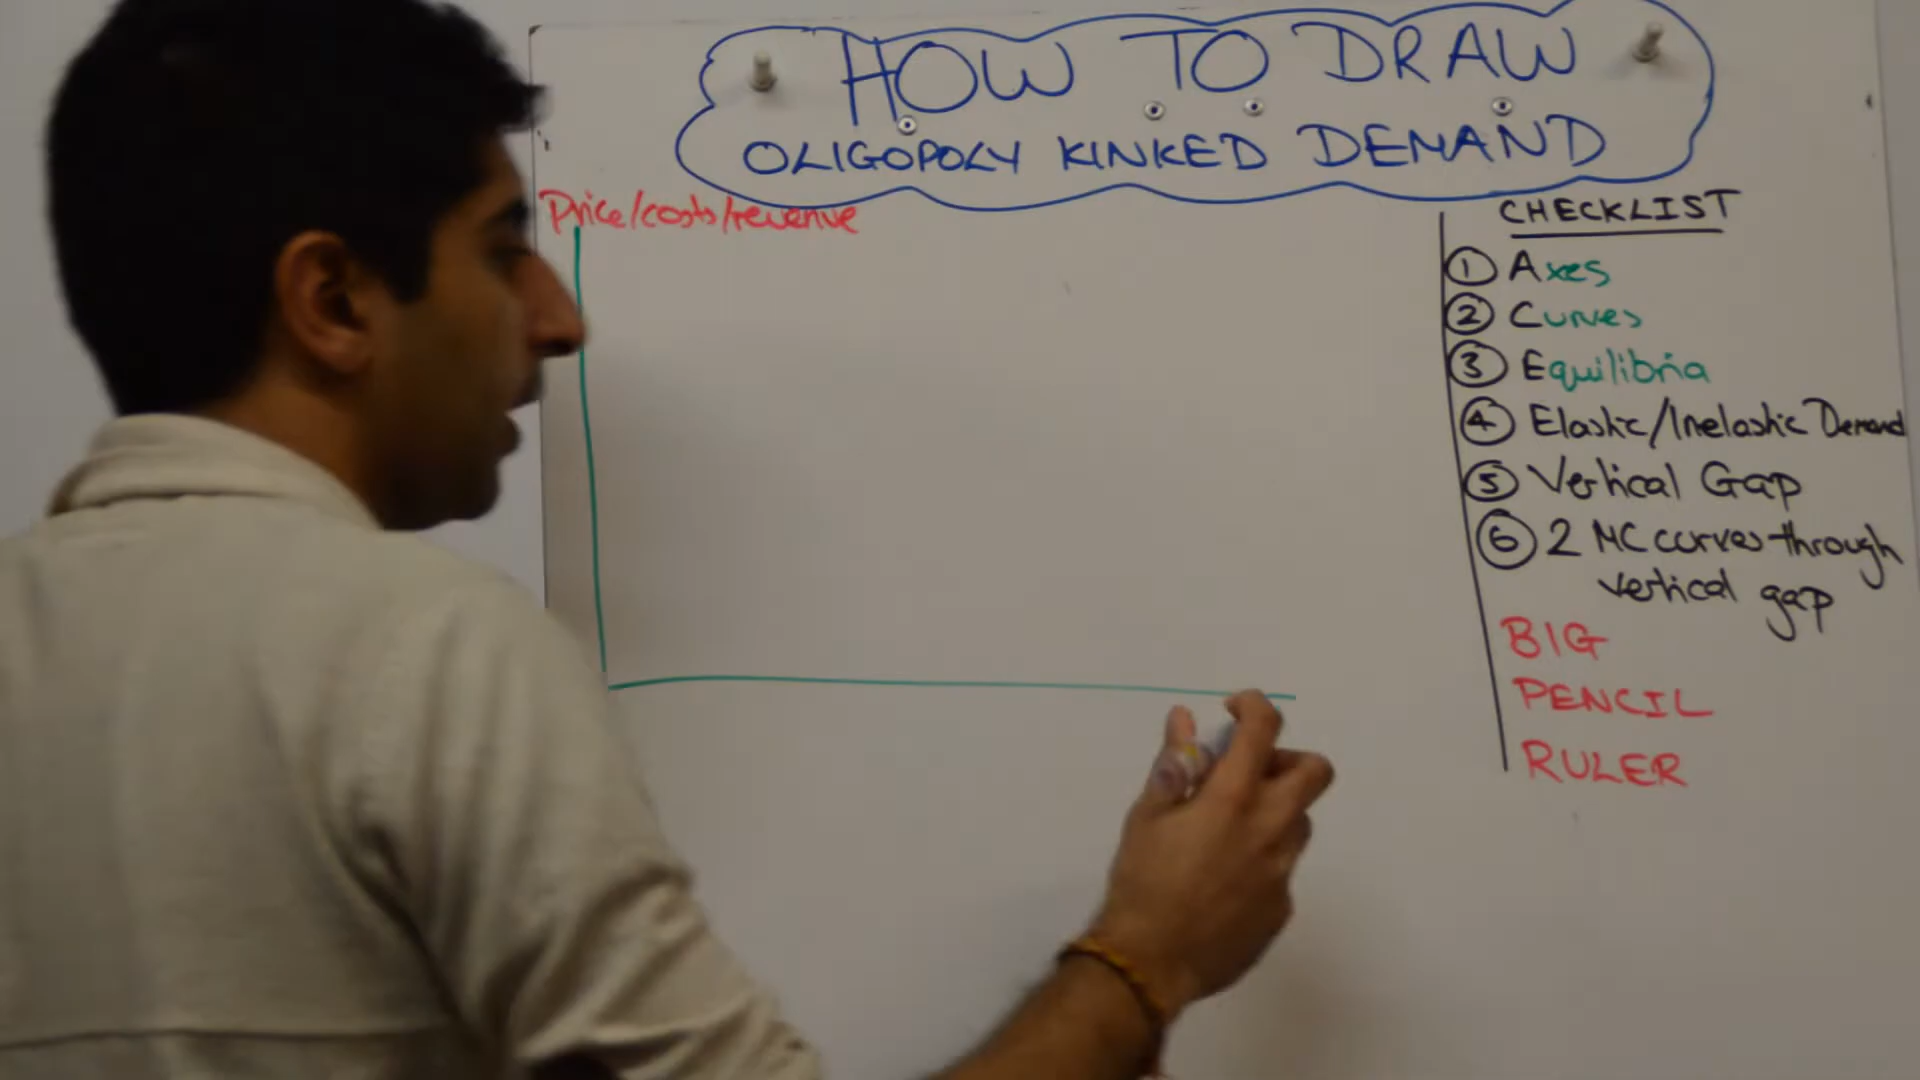 HOW TO DRAW
OLIGOPOLY KINKED DEMAND
Price/costs/revenue
CHECKLIST
1 Axes
2 Curves
3 Equilibria
4 Elastic/Inelastic Demand
5 Vertical Gap
6 2 MC curves through
vertical gap
BIG
PENCIL
RULER